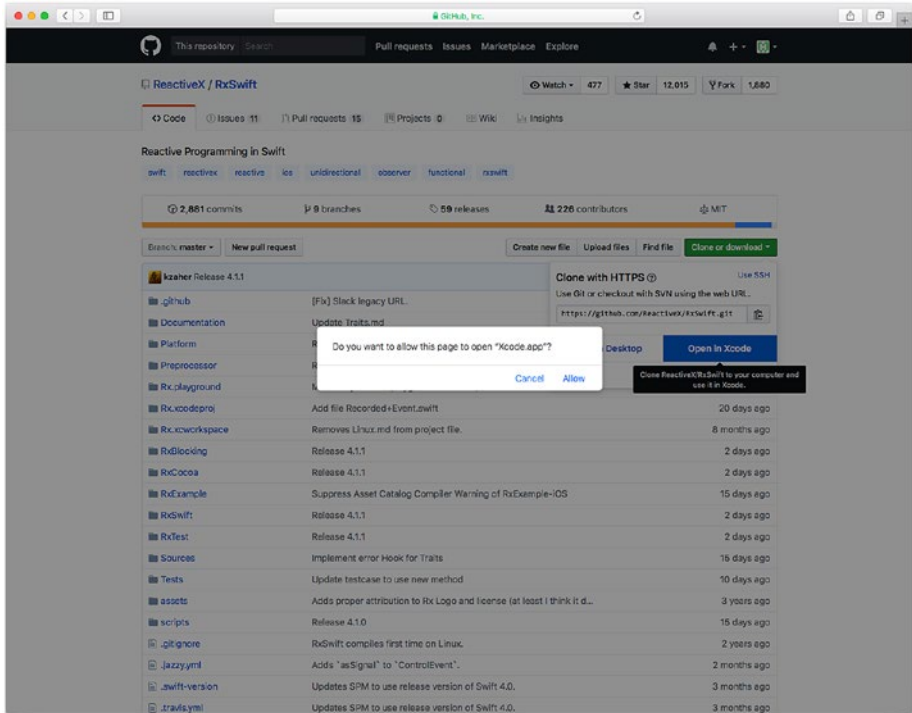 GitHub, Inc.
This repository Search Pull requests Issues Marketplace Explore
ReactiveX / RxSwift
Watch 477 Star 12,015 Fork 1,880
Code Issues 11 Pull requests 15 Projects 0 Wiki Insights
Reactive Programming in Swift
swift reactivex reactive ios unidirectional observer functional rxswift
2,881 commits 9 branches 59 releases 226 contributors MIT
Branch: master New pull request Create new file Upload files Find file Clone or download
kzaher Release 4.1.1
Clone with HTTPS Use SSH
Use Git or checkout with SVN using the web URL.
https://github.com/ReactiveX/RxSwift.git
Desktop Open in Xcode
Clone ReactiveX/RxSwift to your computer and
use it in Xcode.
Do you want to allow this page to open “Xcode.app”?
Cancel Allow
.github [Fix] Slack legacy URL.
Documentation Update Traits.md
Platform
Preprocessor
Rx.playground
Rx.xcodeproj Add file Recorded+Event.swift 20 days ago
Rx.xcworkspace Removes Linux.md from project file. 8 months ago
RxBlocking Release 4.1.1 2 days ago
RxCocoa Release 4.1.1 2 days ago
RxExample Suppress Asset Catalog Compiler Warning of RxExample-iOS 15 days ago
RxSwift Release 4.1.1 2 days ago
RxTest Release 4.1.1 2 days ago
Sources Implement error Hook for Traits 15 days ago
Tests Update testcase to use new method 10 days ago
assets Adds proper attribution to Rx Logo and license (at least I think it d... 3 years ago
scripts Release 4.1.0 15 days ago
.gitignore RxSwift compiles first time on Linux. 2 years ago
.jazzy.yml Adds `asSignal` to `ControlEvent`. 2 months ago
.swift-version Updates SPM to use release version of Swift 4.0. 3 months ago
.travis.yml Updates SPM to use release version of Swift 4.0. 3 months ago